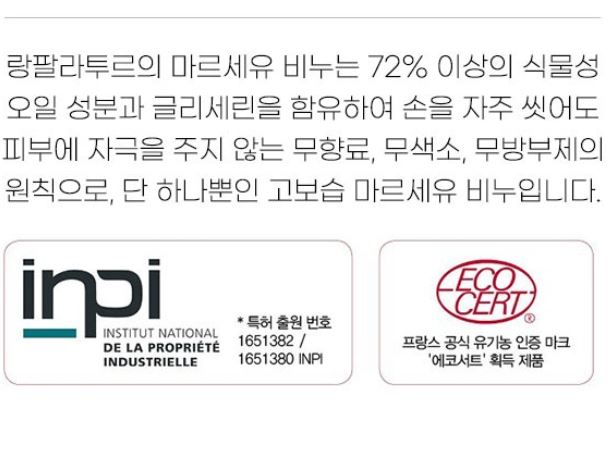 랑팔라투르의 마르세유 비누는 72% 이상의 식물성
오일 성분과 글리세린을 함유하여 손을 자주 씻어도
피부에 자극을 주지 않는 무향료, 무색소, 무방부제의
원칙으로, 단 하나뿐인 고보습 마르세유 비누입니다.
inpi
INSTITUT NATIONAL
DE LA PROPRIÉTÉ
INDUSTRIELLE
* 특허 출원 번호
1651382 /
1651380 INPI
ECO
CERT
®
프랑스 공식 유기농 인증 마크
'에코서트' 획득 제품